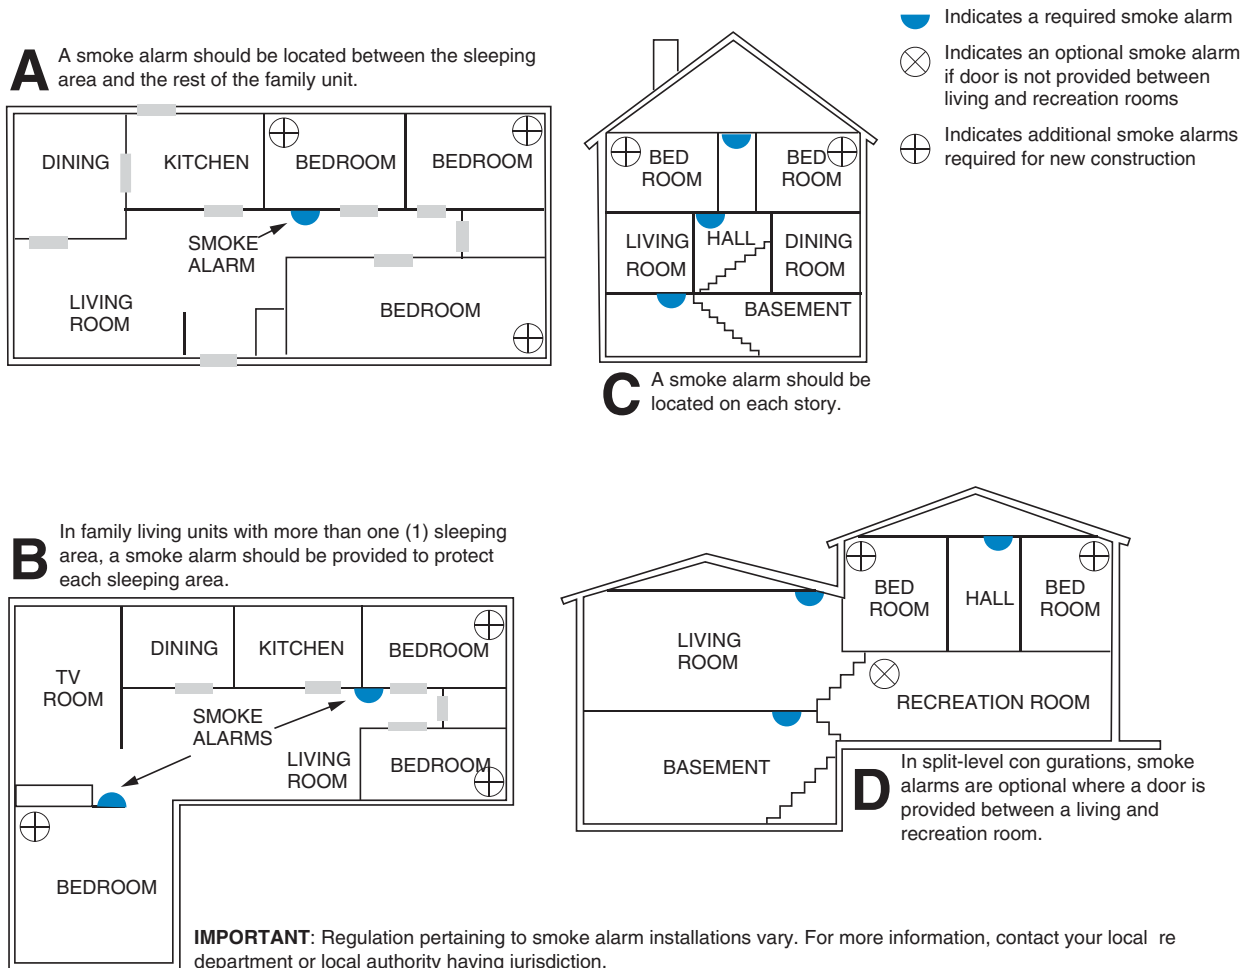 Indicates a required smoke alarm
Indicates an optional smoke alarm
if door is not provided between
living and recreation rooms
Indicates additional smoke alarms
required for new construction
A
A smoke alarm should be located between the sleeping
area and the rest of the family unit.
DINING
KITCHEN
BEDROOM
BEDROOM
SMOKE
ALARM
LIVING
ROOM
BEDROOM
BED
ROOM
BED
ROOM
LIVING
ROOM
HALL
DINING
ROOM
BASEMENT
C
A smoke alarm should be
located on each story.
B
In family living units with more than one (1) sleeping
area, a smoke alarm should be provided to protect
each sleeping area.
TV
ROOM
DINING
KITCHEN
BEDROOM
SMOKE
ALARMS
LIVING
ROOM
BEDROOM
BEDROOM
BED
ROOM
HALL
BED
ROOM
LIVING
ROOM
RECREATION ROOM
BASEMENT
D
In split-level con gurations, smoke
alarms are optional where a door is
provided between a living and
recreation room.
IMPORTANT: Regulation pertaining to smoke alarm installations vary. For more information, contact your local re
department or local authority having jurisdiction.